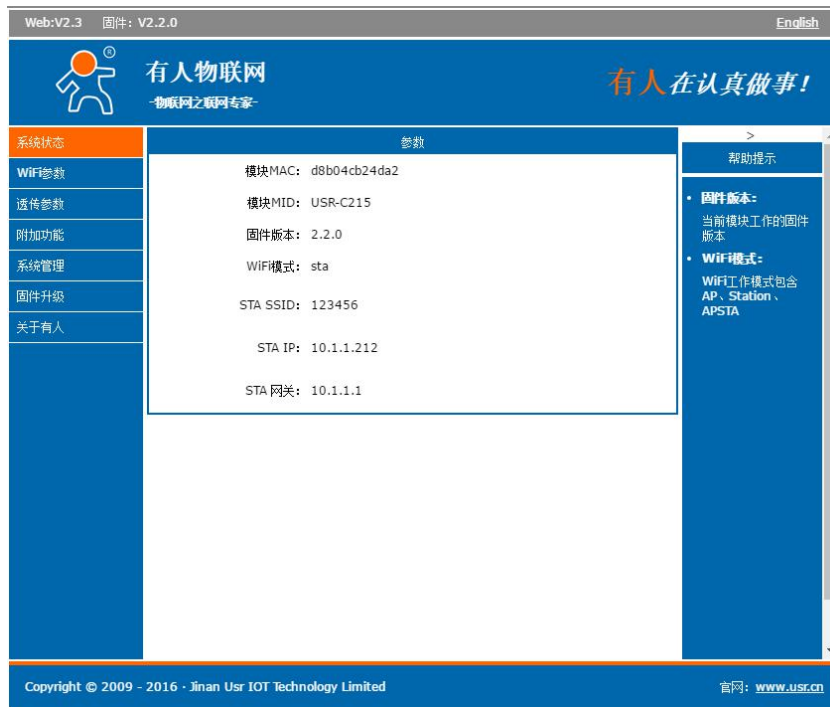 Web:V2.3 固件: V2.2.0 English
®
有人物联网
-物联网之联网专家-
有人在认真做事!
系统状态
WiFi参数
透传参数
附加功能
系统管理
固件升级
关于有人
参数
模块MAC: d8b04cb24da2
模块MID: USR-C215
固件版本: 2.2.0
WiFi模式: sta
STA SSID: 123456
STA IP: 10.1.1.212
STA 网关: 10.1.1.1
>
帮助提示
• 固件版本:
当前模块工作的固件
版本
• WiFi模式:
WiFi工作模式包含
AP、Station、
APSTA
Copyright © 2009 - 2016 · Jinan Usr IOT Technology Limited 官网: www.usr.cn